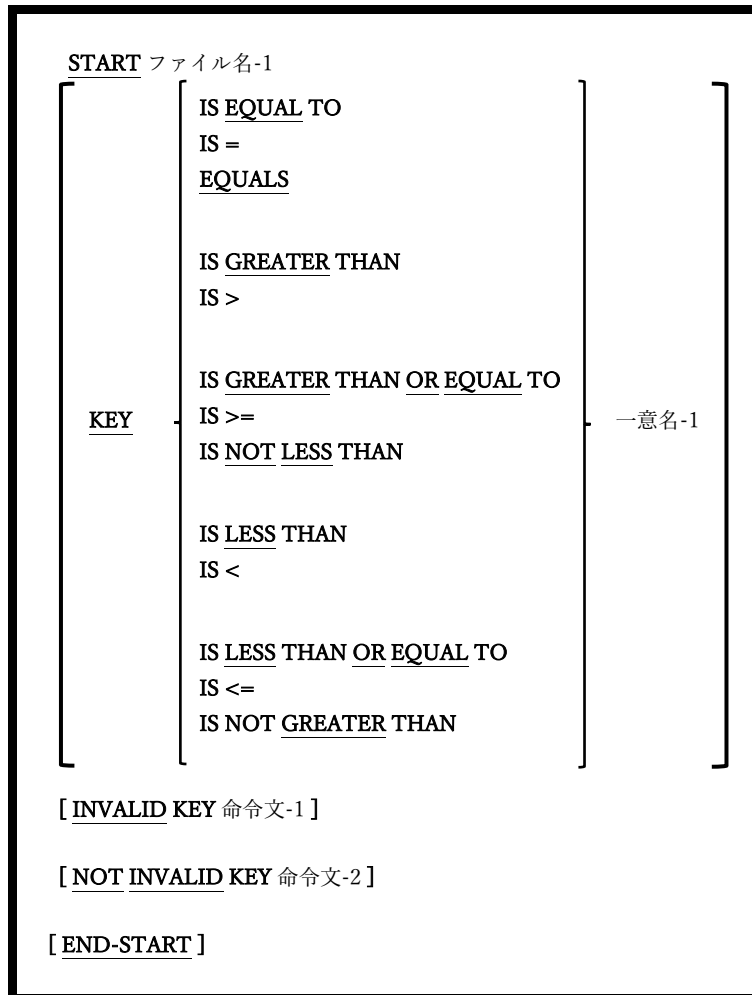 START ファイル名-1
IS EQUAL TO
IS =
EQUALS
IS GREATER THAN
IS >
IS GREATER THAN OR EQUAL TO
KEY IS >= 一意名-1
IS NOT LESS THAN
IS LESS THAN
IS <
IS LESS THAN OR EQUAL TO
IS <=
IS NOT GREATER THAN
[ INVALID KEY 命令文-1 ]
[ NOT INVALID KEY 命令文-2 ]
[ END-START ]